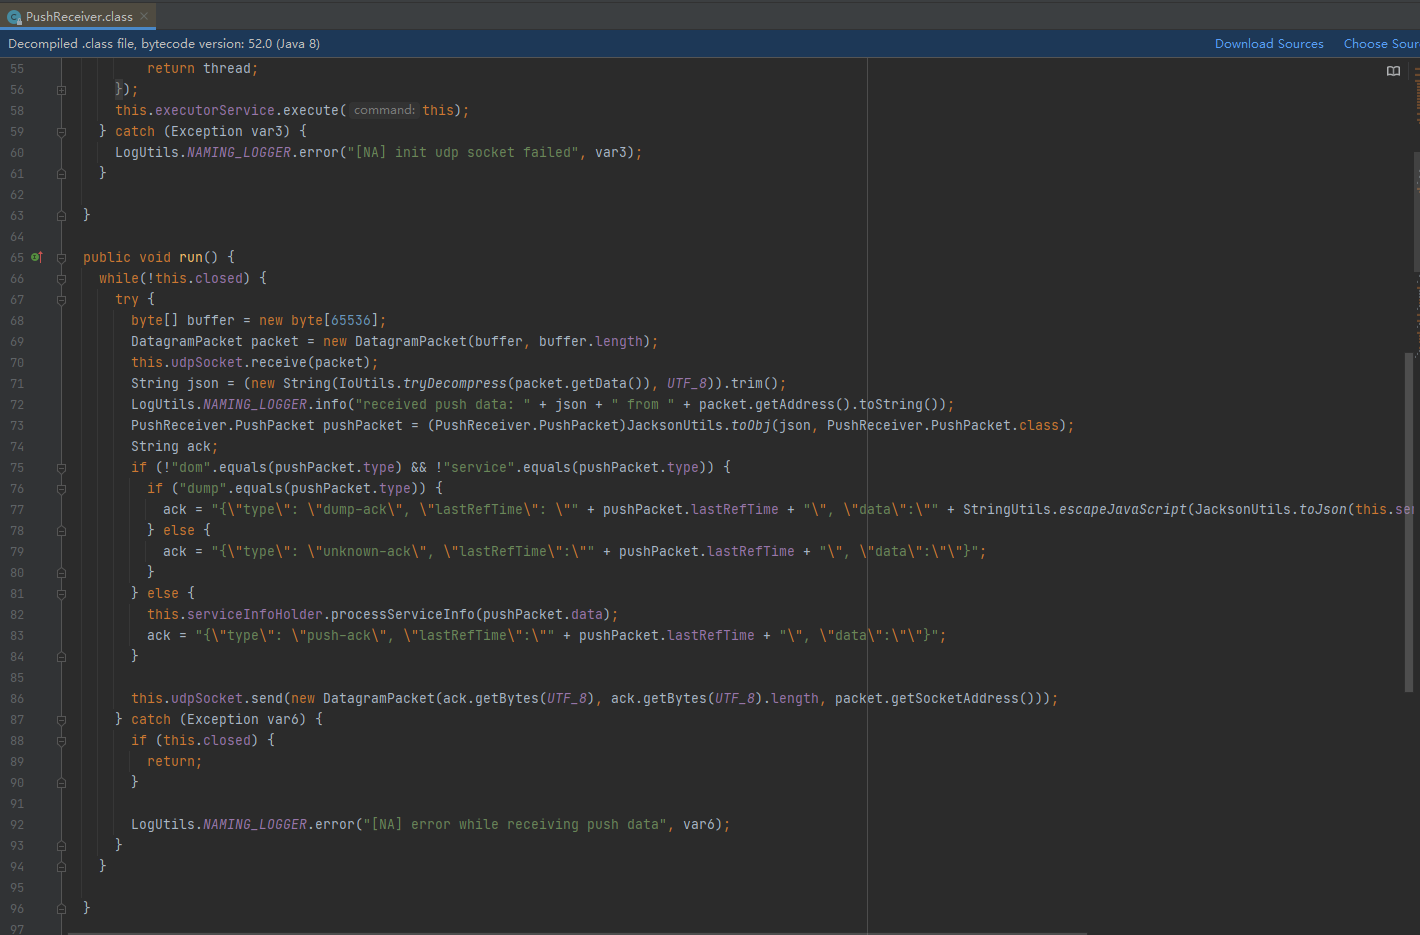 PushReceiver.class
Decompiled .class file, bytecode version: 52.0 (Java 8) Download Sources Choose Sour
55 return thread;
56 });
58 this.executorService.execute( command: this);
59 } catch (Exception var3) {
60 LogUtils.NAMING_LOGGER.error("[NA] init udp socket failed", var3);
61 }
62
63 }
64
65 public void run() {
66 while(!this.closed) {
67 try {
68 byte[] buffer = new byte[65536];
69 DatagramPacket packet = new DatagramPacket(buffer, buffer.length);
70 this.udpSocket.receive(packet);
71 String json = (new String(IoUtils.tryDecompress(packet.getData()), UTF_8)).trim();
72 LogUtils.NAMING_LOGGER.info("received push data: " + json + " from " + packet.getAddress().toString());
73 PushReceiver.PushPacket pushPacket = (PushReceiver.PushPacket)JacksonUtils.toObj(json, PushReceiver.PushPacket.class);
74 String ack;
75 if (!"dom".equals(pushPacket.type) && !"service".equals(pushPacket.type)) {
76 if ("dump".equals(pushPacket.type)) {
77 ack = "{\"type\": \"dump-ack\", \"lastRefTime\": \"" + pushPacket.lastRefTime + "\", \"data\":\"" + StringUtils.escapeJavaScript(JacksonUtils.toJson(this.ser
78 } else {
79 ack = "{\"type\": \"unknown-ack\", \"lastRefTime\":\"" + pushPacket.lastRefTime + "\", \"data\":\"\"}";
80 }
81 } else {
82 this.serviceInfoHolder.processServiceInfo(pushPacket.data);
83 ack = "{\"type\": \"push-ack\", \"lastRefTime\":\"" + pushPacket.lastRefTime + "\", \"data\":\"\"}";
84 }
85
86 this.udpSocket.send(new DatagramPacket(ack.getBytes(UTF_8), ack.getBytes(UTF_8).length, packet.getSocketAddress()));
87 } catch (Exception var6) {
88 if (this.closed) {
89 return;
90 }
91
92 LogUtils.NAMING_LOGGER.error("[NA] error while receiving push data", var6);
93 }
94 }
95
96 }
97